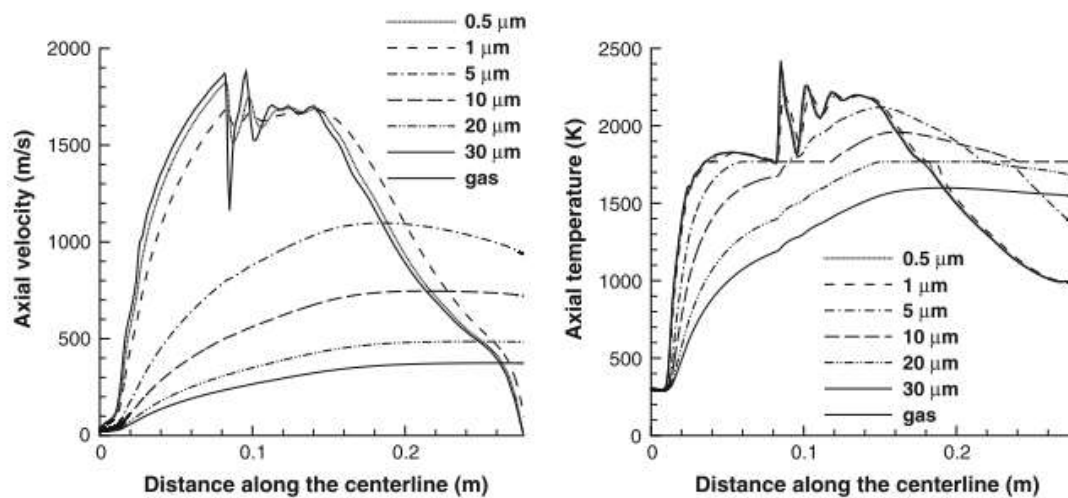 0.5 μm
1 μm
5 μm
10 μm
20 μm
30 μm
gas
2000
1500
1000
500
0
Axial velocity (m/s)
0
0.1
0.2
Distance along the centerline (m)
2500
2000
1500
1000
500
0
Axial temperature (K)
0.5 μm
1 μm
5 μm
10 μm
20 μm
30 μm
gas
0
0.1
0.2
Distance along the centerline (m)